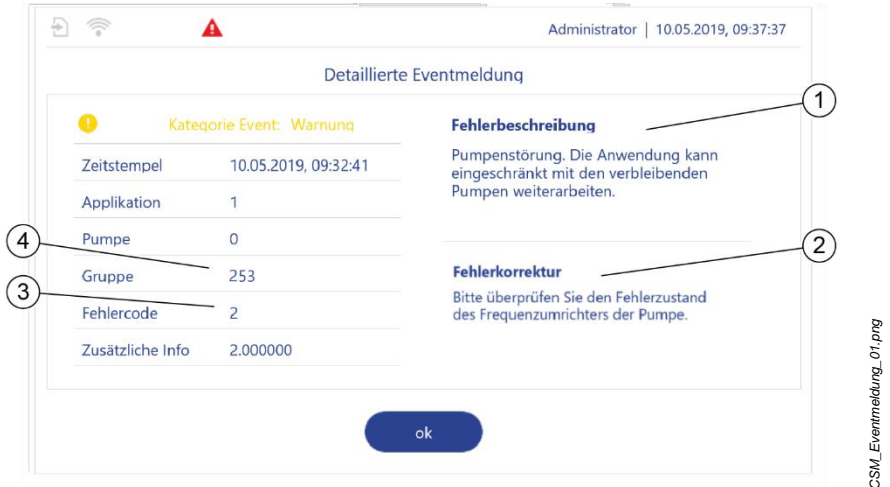 Administrator | 10.05.2019, 09:37:37
Detaillierte Eventmeldung
1
Kategorie Event: Warnung
Fehlerbeschreibung
Zeitstempel 10.05.2019, 09:32:41
Pumpenstörung. Die Anwendung kann
eingeschränkt mit den verbleibenden
Pumpen weiterarbeiten.
Applikation 1
4
Pumpe 0
2
Gruppe 253
Fehlerkorrektur
3
Fehlercode 2
Bitte überprüfen Sie den Fehlerzustand
des Frequenzumrichters der Pumpe.
Zusätzliche Info 2.000000
ok
CSM_Eventmeldung_01.png